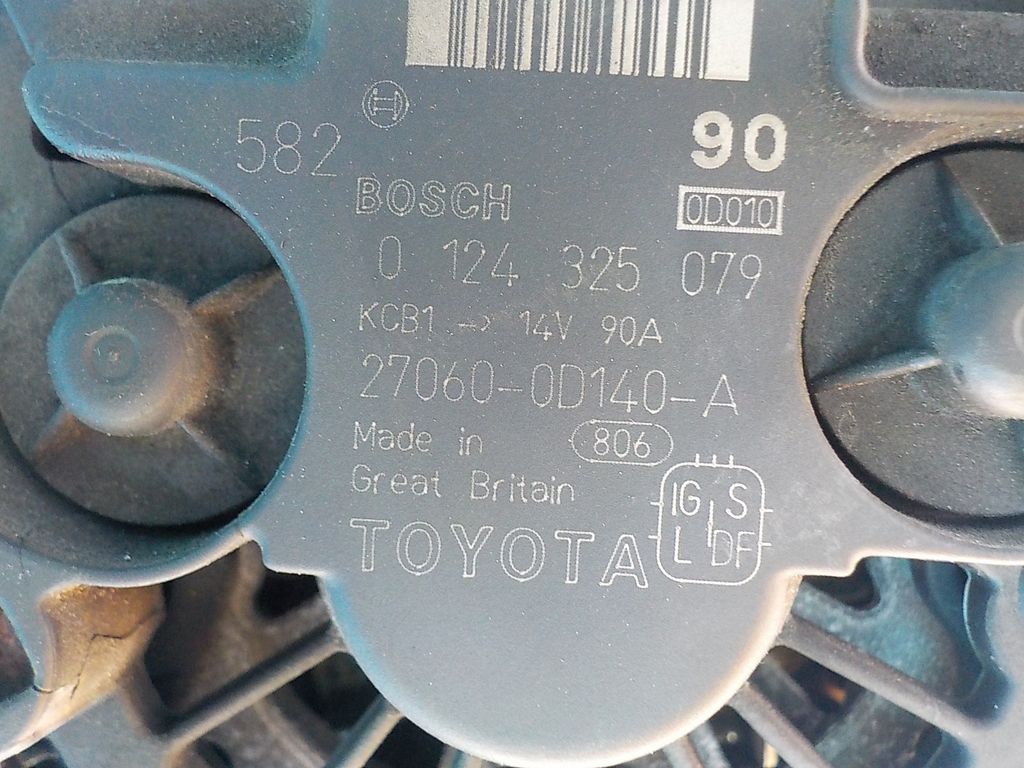 582
90
BOSCH
0D010
0 124 325 079
KCB1 -> 14V 90A
27060-0D140-A
Made in 806
Great Britain
IG S
L DF
TOYOTA